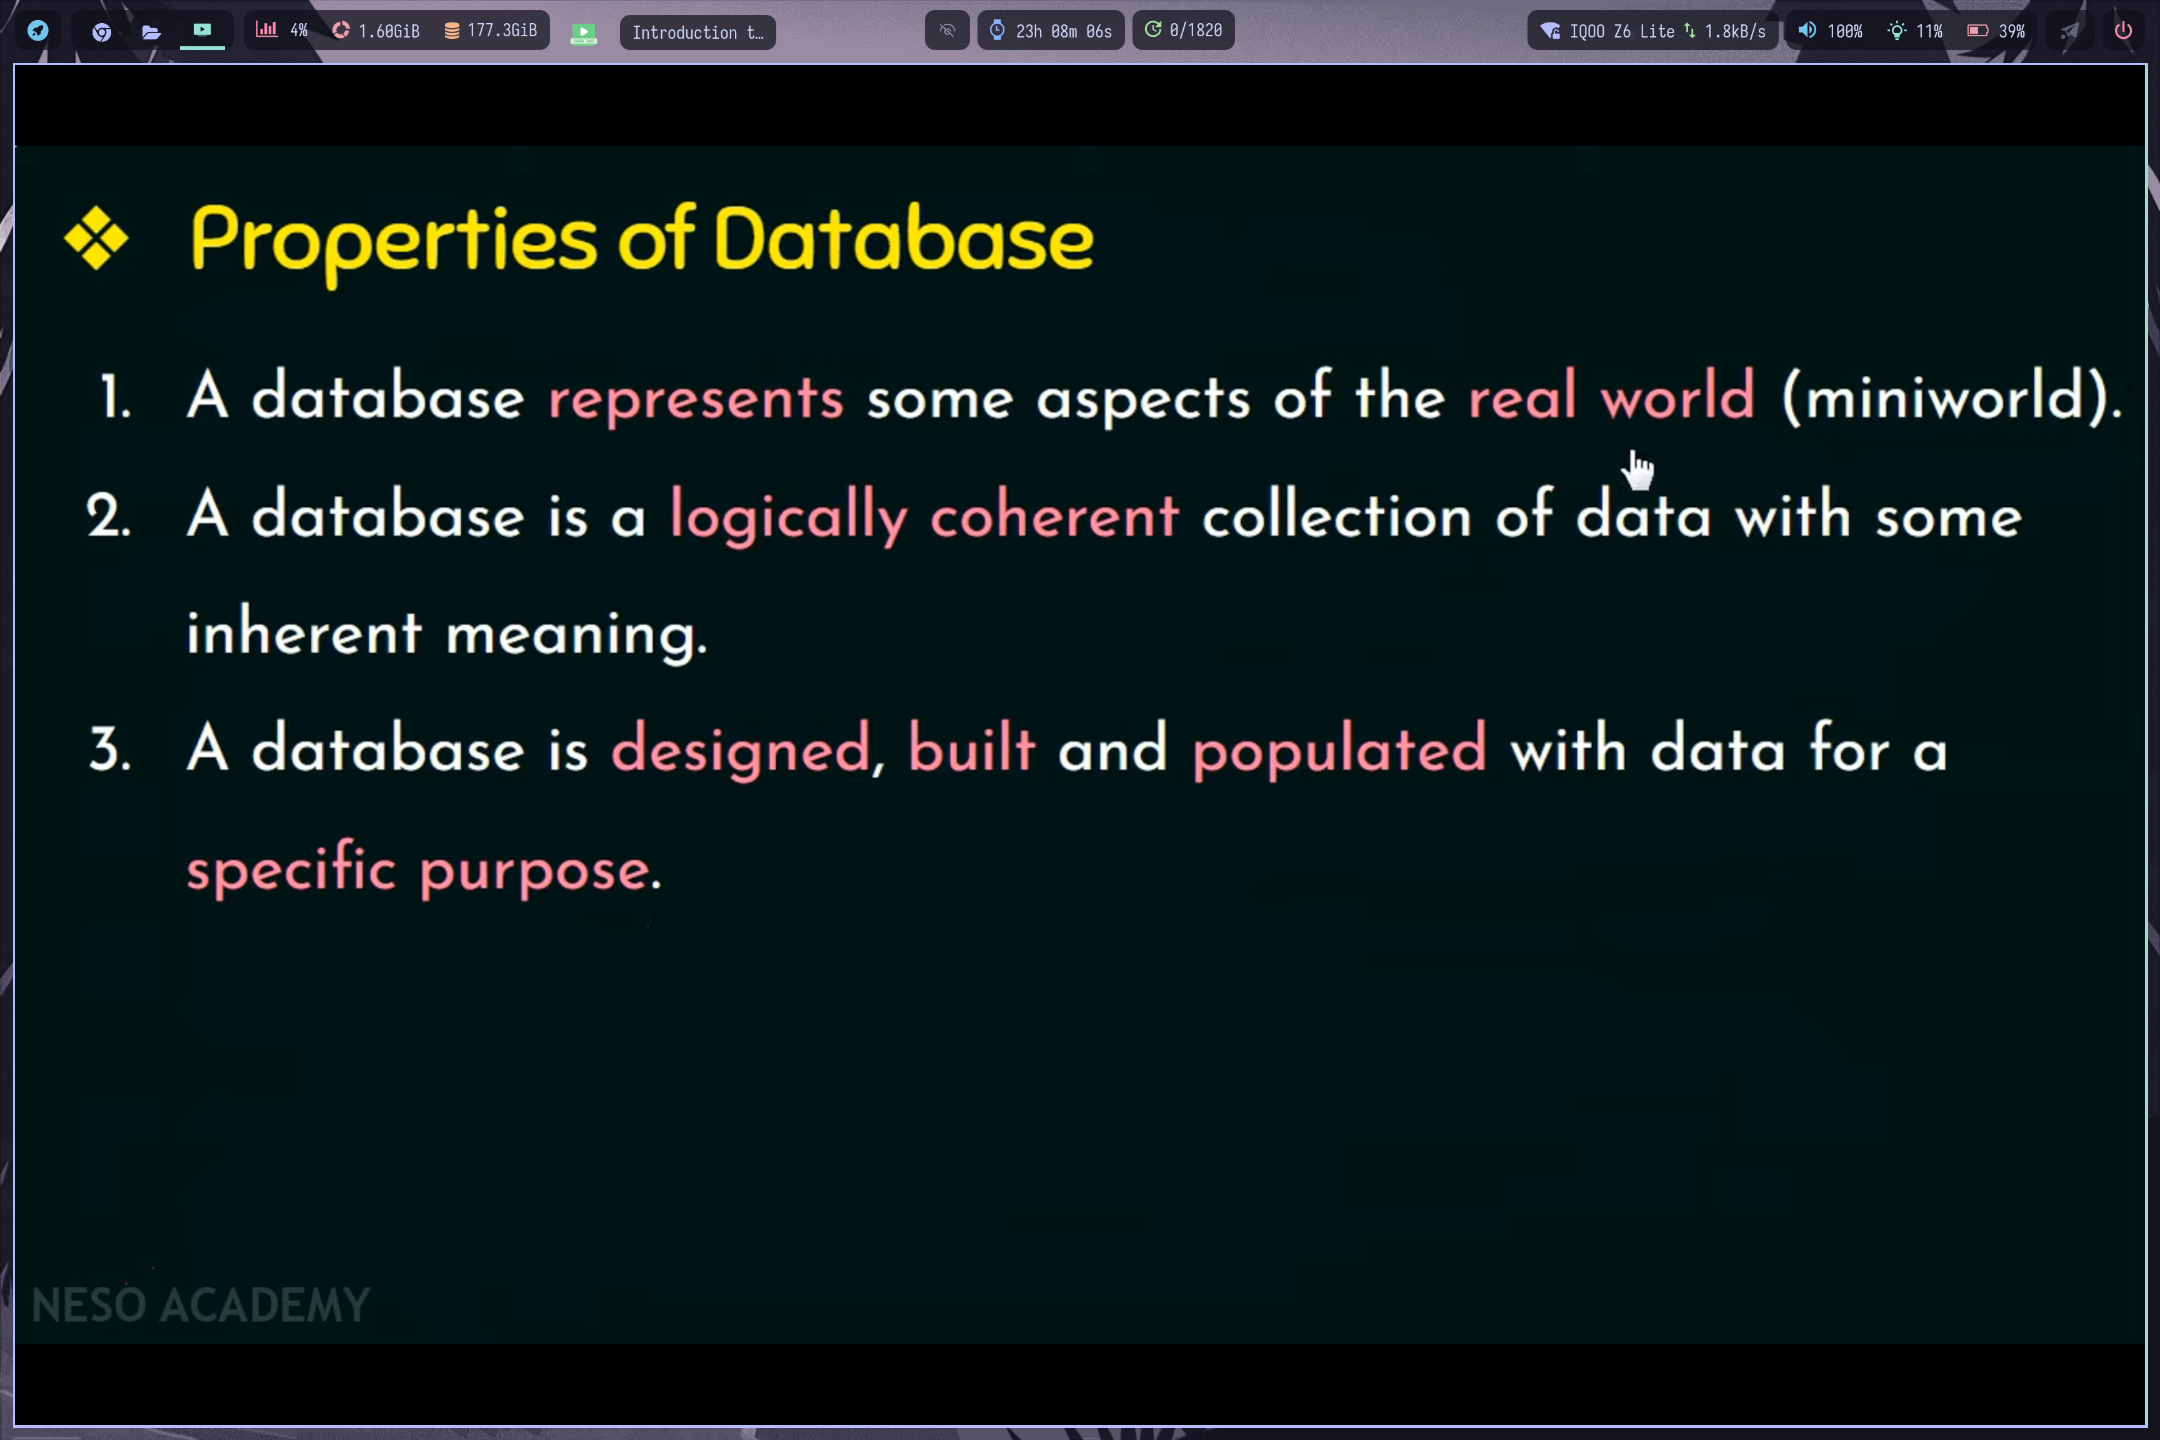 4% 1.60GiB 177.3GiB Introduction t… 23h 08m 06s 0/1820 IQOO Z6 Lite 1.8kB/s 100% 11% 39%
Properties of Database
1. A database represents some aspects of the real world (miniworld).
2. A database is a logically coherent collection of data with some
inherent meaning.
3. A database is designed, built and populated with data for a
specific purpose.
NESO ACADEMY